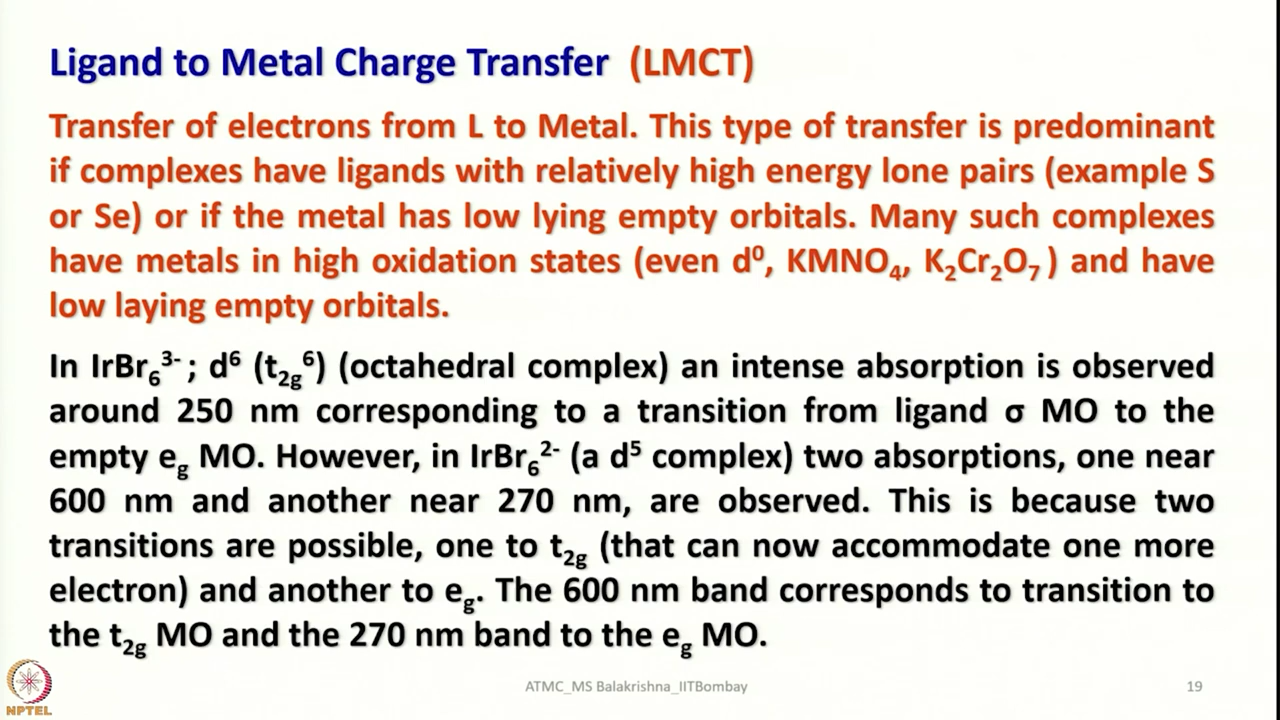 Ligand to Metal Charge Transfer (LMCT)
Transfer of electrons from L to Metal. This type of transfer is predominant
if complexes have ligands with relatively high energy lone pairs (example S
or Se) or if the metal has low lying empty orbitals. Many such complexes
have metals in high oxidation states (even d⁰, KMNO₄, K₂Cr₂O₇ ) and have
low laying empty orbitals.
In IrBr₆³⁻ ; d⁶ (t₂g⁶) (octahedral complex) an intense absorption is observed
around 250 nm corresponding to a transition from ligand σ MO to the
empty eg MO. However, in IrBr₆²⁻ (a d⁵ complex) two absorptions, one near
600 nm and another near 270 nm, are observed. This is because two
transitions are possible, one to t₂g (that can now accommodate one more
electron) and another to eg. The 600 nm band corresponds to transition to
the t₂g MO and the 270 nm band to the eg MO.
NPTEL
ATMC_MS Balakrishna_IITBombay
19